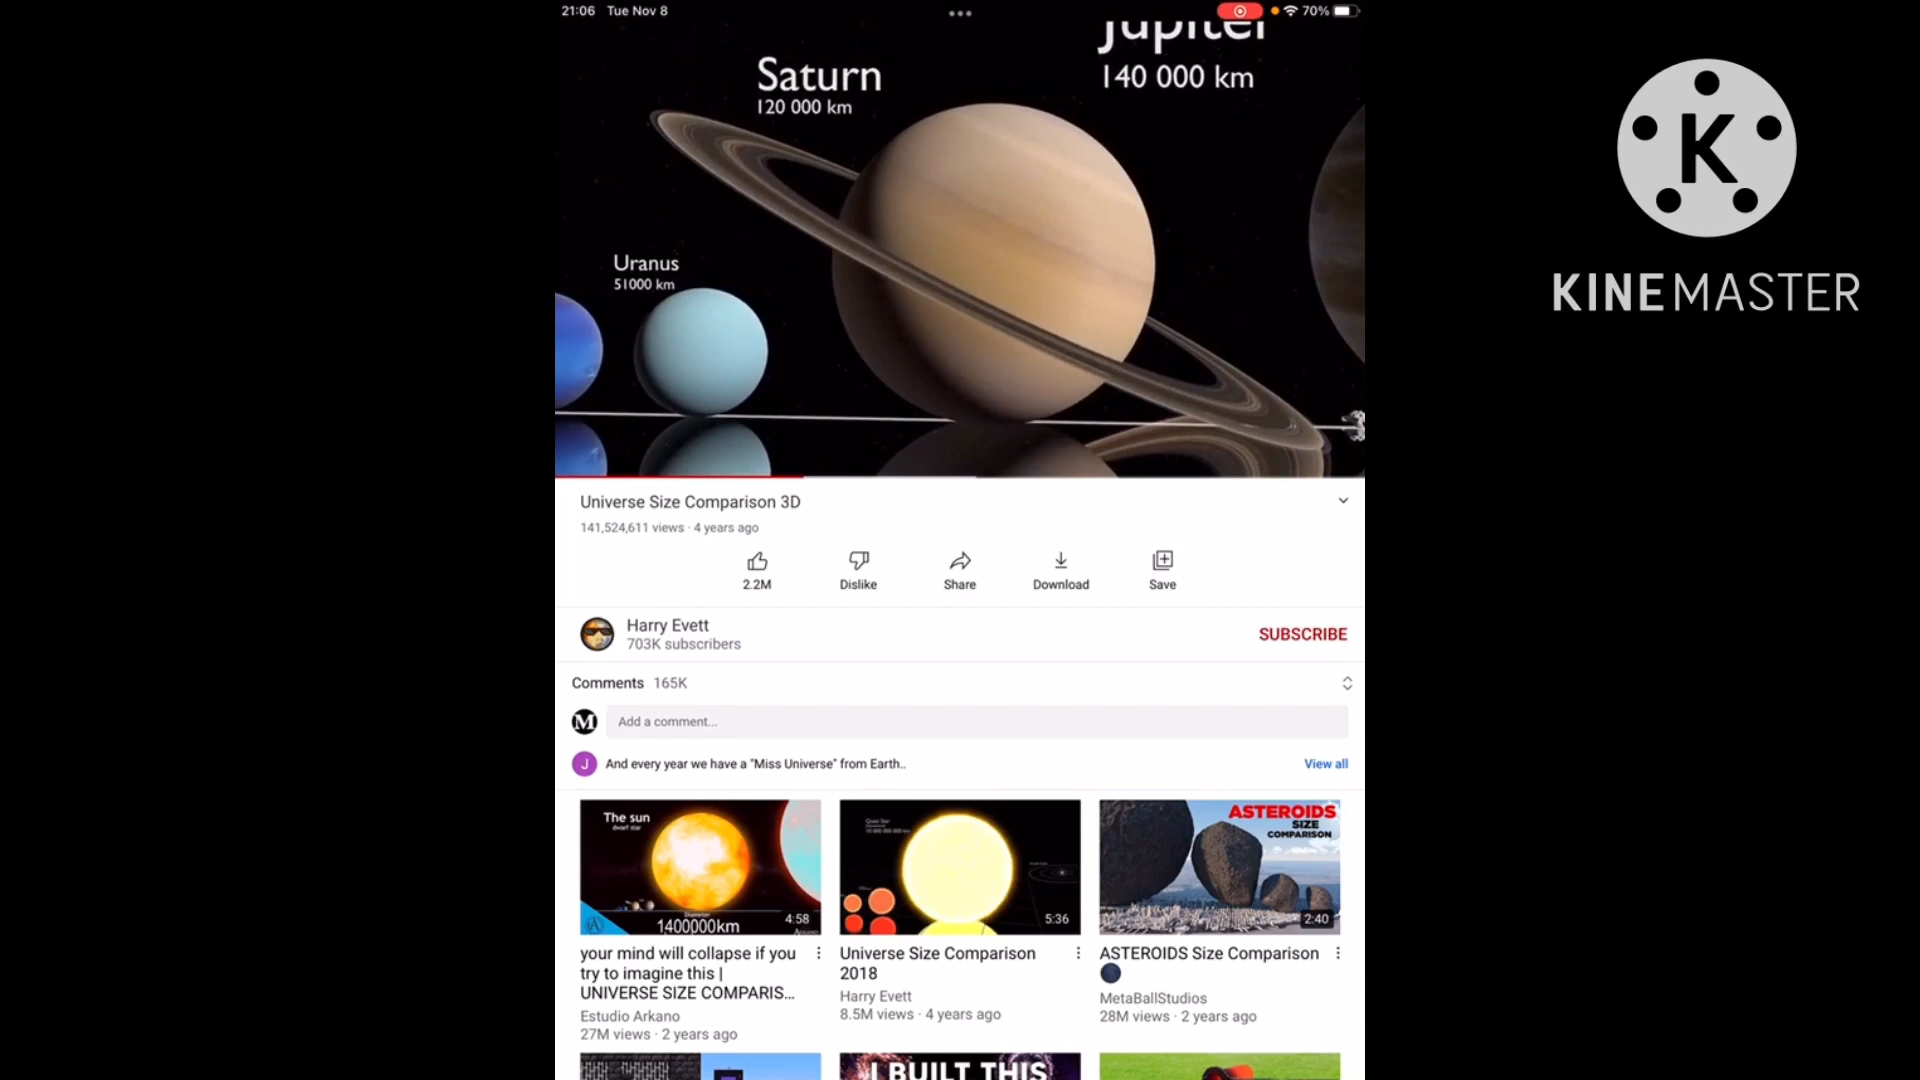 21:06 Tue Nov 8
70%
Jupiter
140 000 km
Saturn
120 000 km
Uranus
51000 km
K
KINEMASTER
Universe Size Comparison 3D
141,524,611 views · 4 years ago
2.2M
Dislike
Share
Download
Save
Harry Evett
703K subscribers
SUBSCRIBE
Comments 165K
M
Add a comment...
J
And every year we have a "Miss Universe" from Earth..
View all
The sun
dwarf star
Diameter
1400000km
4:58
5:36
ASTEROIDS
SIZE
COMPARISON
2:40
your mind will collapse if you
try to imagine this |
UNIVERSE SIZE COMPARIS...
Estudio Arkano
27M views · 2 years ago
Universe Size Comparison
2018
Harry Evett
8.5M views · 4 years ago
ASTEROIDS Size Comparison
MetaBallStudios
28M views · 2 years ago
I BUILT THIS